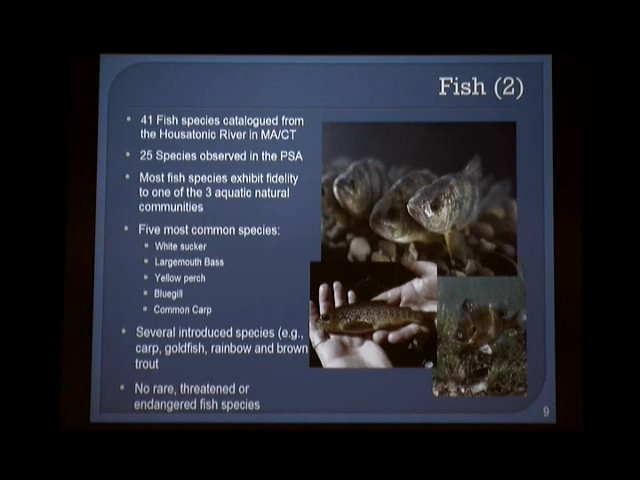 Fish (2)
41 Fish species catalogued from
the Housatonic River in MA/CT
25 Species observed in the PSA
Most fish species exhibit fidelity
to one of the 3 aquatic natural
communities
Five most common species:
White sucker
Largemouth Bass
Yellow perch
Bluegill
Common Carp
Several introduced species (e.g.,
carp, goldfish, rainbow and brown
trout
No rare, threatened or
endangered fish species
9